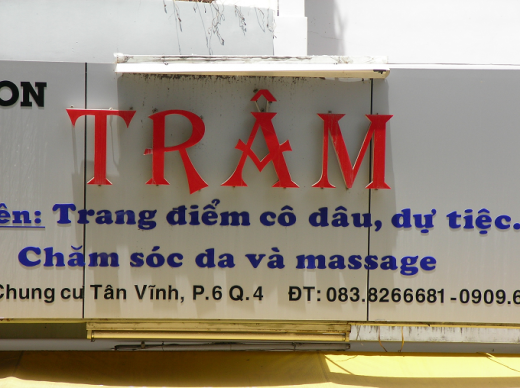 ON
TRÂM
ên: Trang điểm cô dâu, dự tiệc.
Chăm sóc da và massage
Chung cư Tân Vĩnh, P.6 Q.4 ĐT: 083.8266681-0909.6